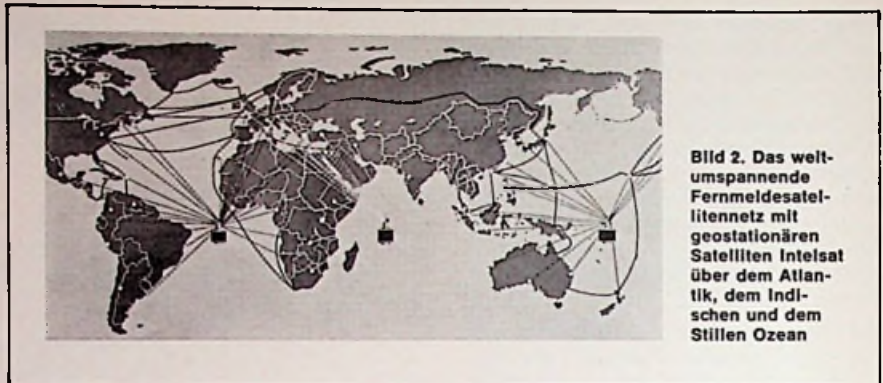 Bild 2. Das welt-
umspannende
Fernmeldesatel-
litennetz mit
geostationären
Satelliten Intelsat
über dem Atlan-
tik, dem Indi-
schen und dem
Stillen Ozean